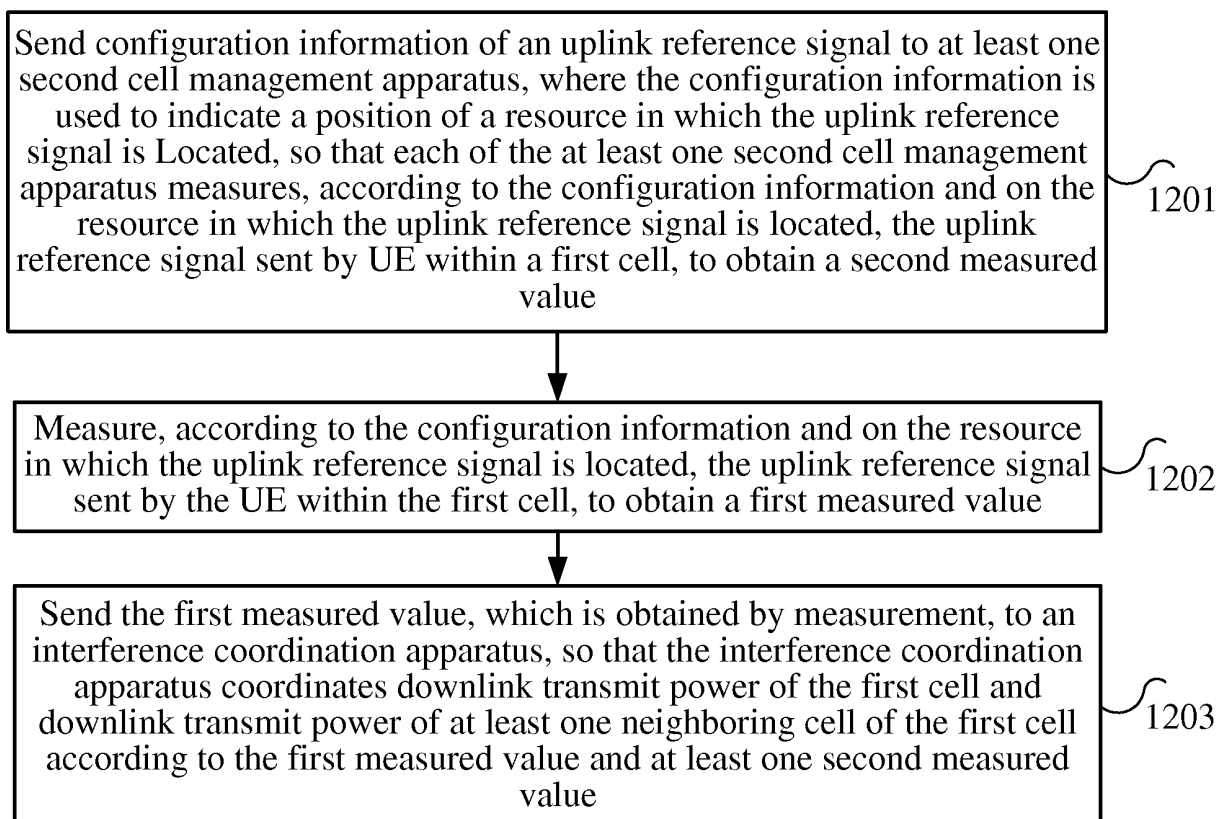 Send configuration information of an uplink reference signal to at least one
second cell management apparatus, where the configuration information is
used to indicate a position of a resource in which the uplink reference
signal is Located, so that each of the at least one second cell management
apparatus measures, according to the configuration information and on the
resource in which the uplink reference signal is located, the uplink
reference signal sent by UE within a first cell, to obtain a second measured
value
1201
Measure, according to the configuration information and on the resource
in which the uplink reference signal is located, the uplink reference signal
sent by the UE within the first cell, to obtain a first measured value
1202
Send the first measured value, which is obtained by measurement, to an
interference coordination apparatus, so that the interference coordination
apparatus coordinates downlink transmit power of the first cell and
downlink transmit power of at least one neighboring cell of the first cell
according to the first measured value and at least one second measured
value
1203